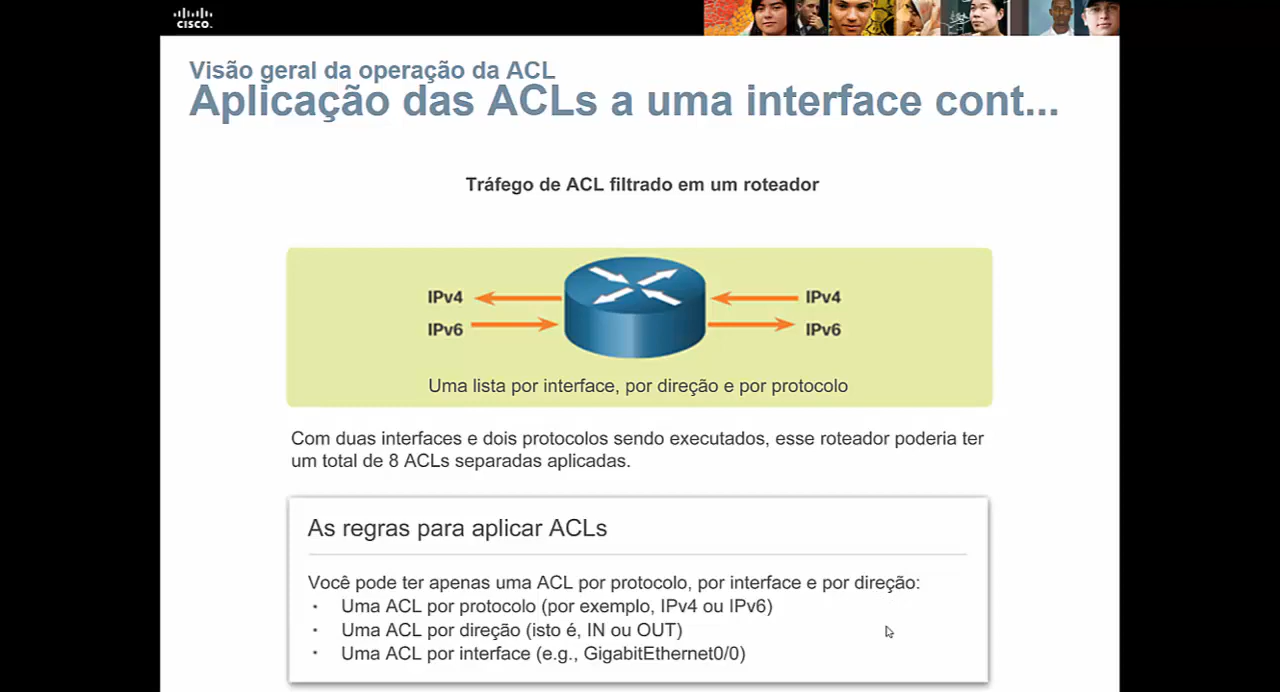 CISCO.
Visão geral da operação da ACL
Aplicação das ACLs a uma interface cont...
Tráfego de ACL filtrado em um roteador
IPv4 IPv4
IPv6 IPv6
Uma lista por interface, por direção e por protocolo
Com duas interfaces e dois protocolos sendo executados, esse roteador poderia ter
um total de 8 ACLs separadas aplicadas.
As regras para aplicar ACLs
Você pode ter apenas uma ACL por protocolo, por interface e por direção:
• Uma ACL por protocolo (por exemplo, IPv4 ou IPv6)
• Uma ACL por direção (isto é, IN ou OUT)
• Uma ACL por interface (e.g., GigabitEthernet0/0)